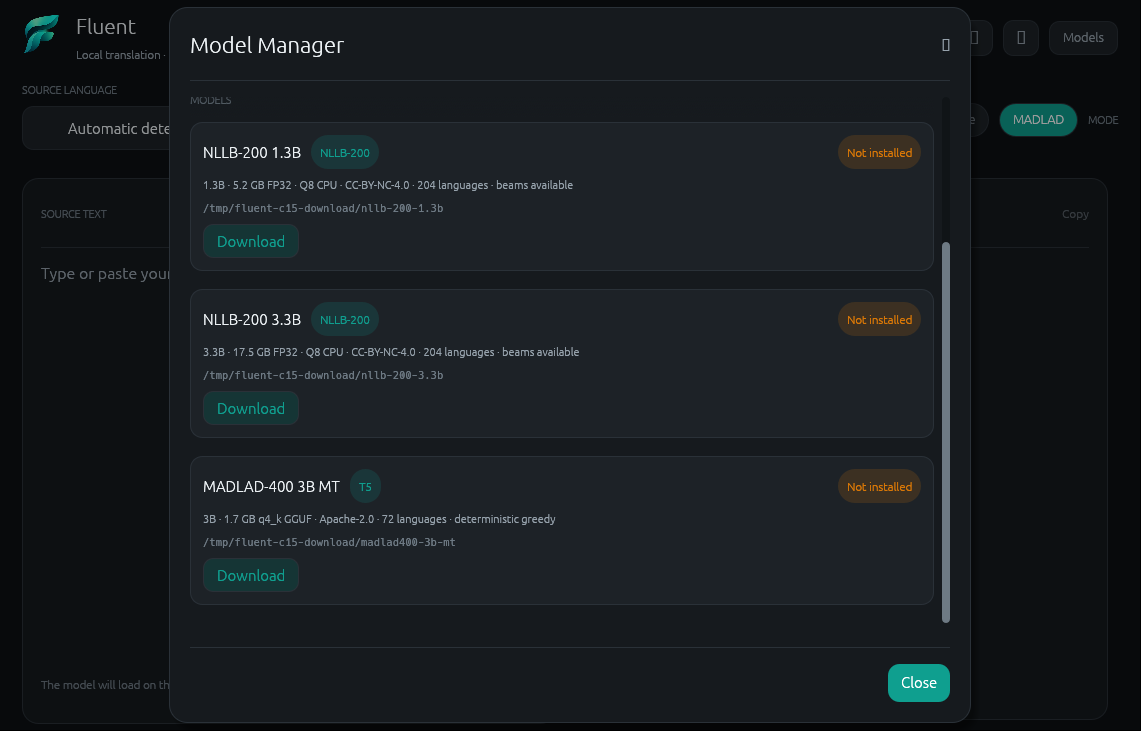 Fluent
Local translation ·
Models
SOURCE LANGUAGE
Automatic dete
e
MADLAD
MODE
SOURCE TEXT
Copy
Type or paste your
The model will load on th
Model Manager
MODELS
NLLB-200 1.3B NLLB-200 Not installed
1.3B · 5.2 GB FP32 · Q8 CPU · CC-BY-NC-4.0 · 204 languages · beams available
/tmp/fluent-c15-download/nllb-200-1.3b
Download
NLLB-200 3.3B NLLB-200 Not installed
3.3B · 17.5 GB FP32 · Q8 CPU · CC-BY-NC-4.0 · 204 languages · beams available
/tmp/fluent-c15-download/nllb-200-3.3b
Download
MADLAD-400 3B MT T5 Not installed
3B · 1.7 GB q4_k GGUF · Apache-2.0 · 72 languages · deterministic greedy
/tmp/fluent-c15-download/madlad400-3b-mt
Download
Close